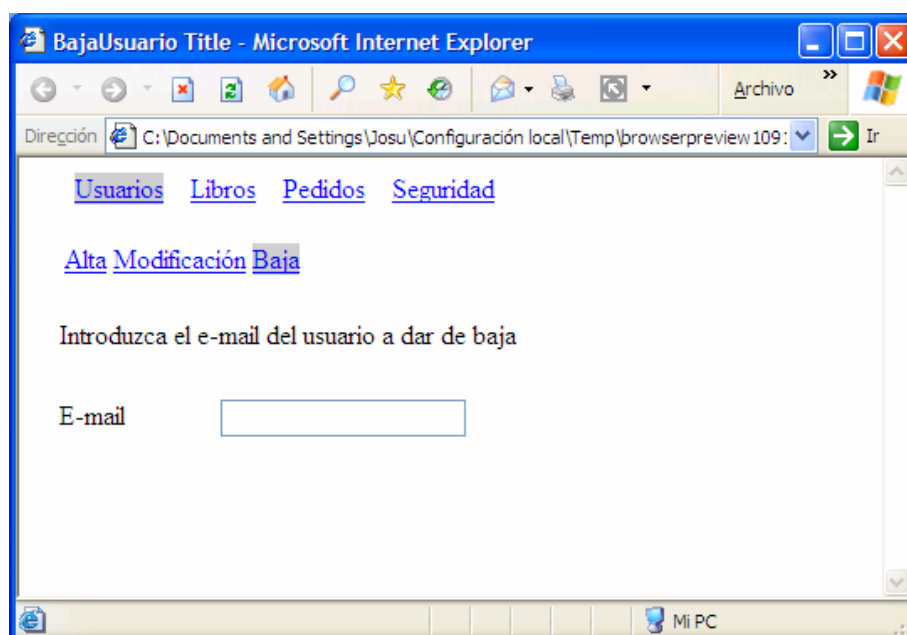 BajaUsuario Title - Microsoft Internet Explorer
Archivo »
Dirección C:\Documents and Settings\Josu\Configuración local\Temp\browserpreview109 Ir
Usuarios Libros Pedidos Seguridad
Alta Modificación Baja
Introduzca el e-mail del usuario a dar de baja
E-mail
Mi PC